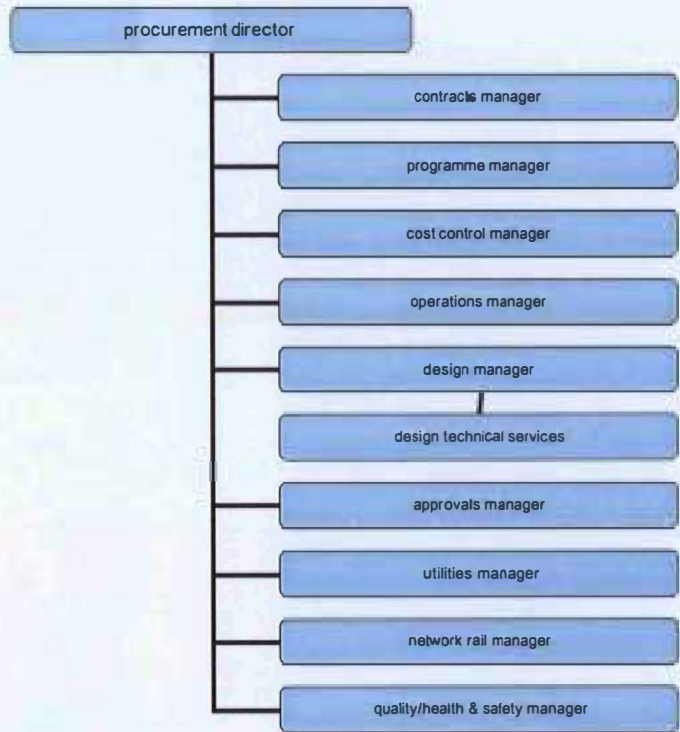 procurement director
contracts manager
programme manager
cost control manager
operations manager
design manager
design technical services
approvals manager
utilities manager
network rail manager
quality/health & safety manager